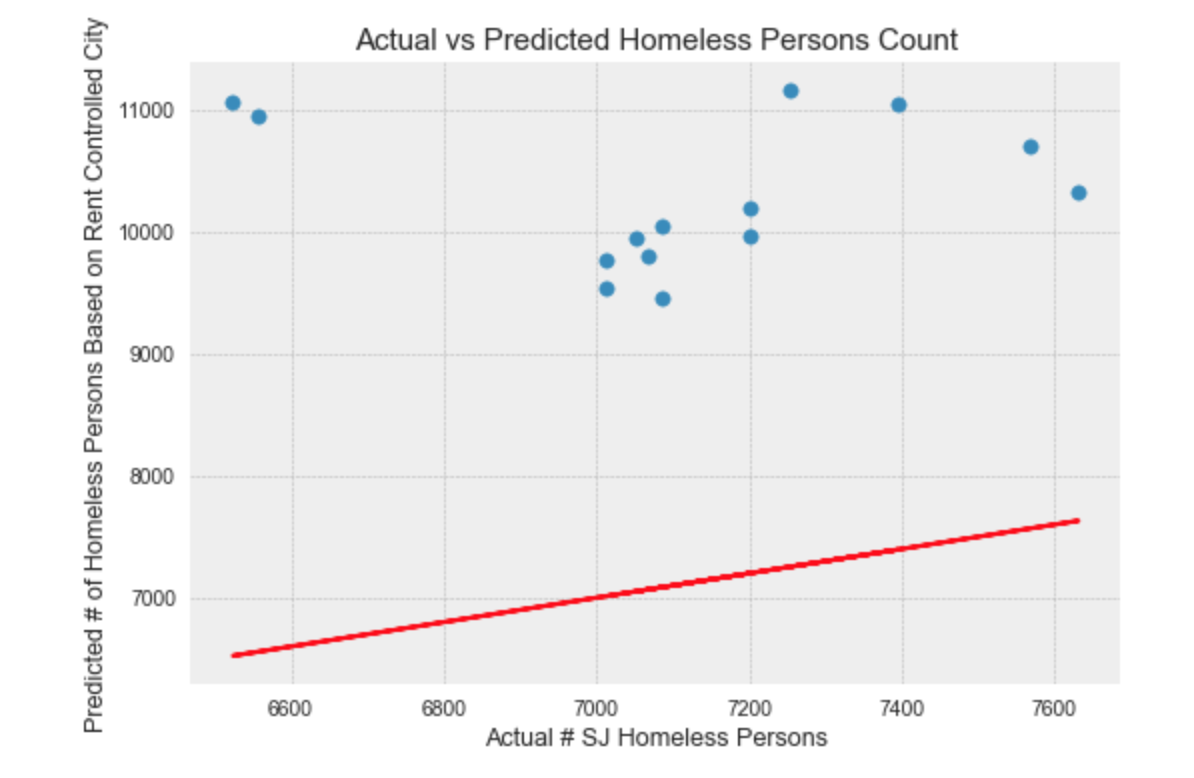 Actual vs Predicted Homeless Persons Count
Predicted # of Homeless Persons Based on Rent Controlled City
11000
10000
9000
8000
7000
6600 6800 7000 7200 7400 7600
Actual # SJ Homeless Persons